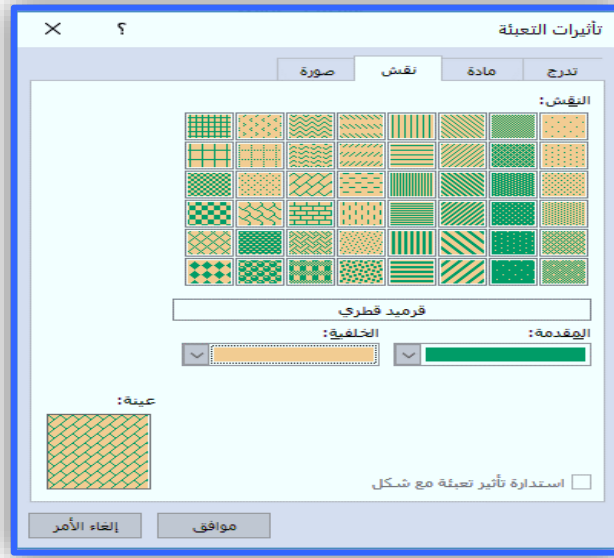 تأثيرات التعبئة ؟
تدرج مادة نقش صورة
النقش:
قرميد قطري
المقدمة: الخلفية:
عينة:
استدارة تأثير تعبئة مع شكل
موافق إلغاء الأمر